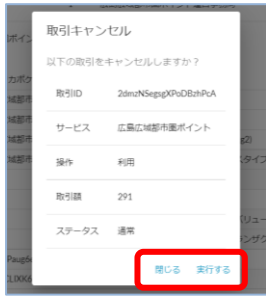 取引キャンセル
以下の取引をキャンセルしますか？
取引ID 2dmzNSegsgXPoDBzhPcA
サービス 広島広域都市圏ポイント
操作 利用
取引額 291
ステータス 通常
閉じる 実行する